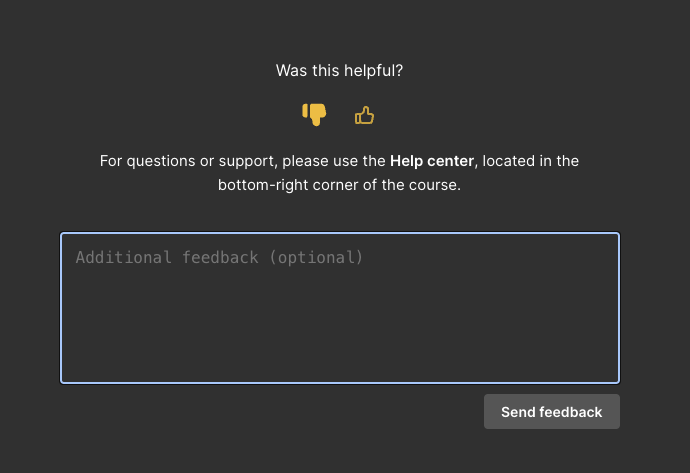 Was this helpful?
For questions or support, please use the Help center, located in the
bottom-right corner of the course.
Additional feedback (optional)
Send feedback